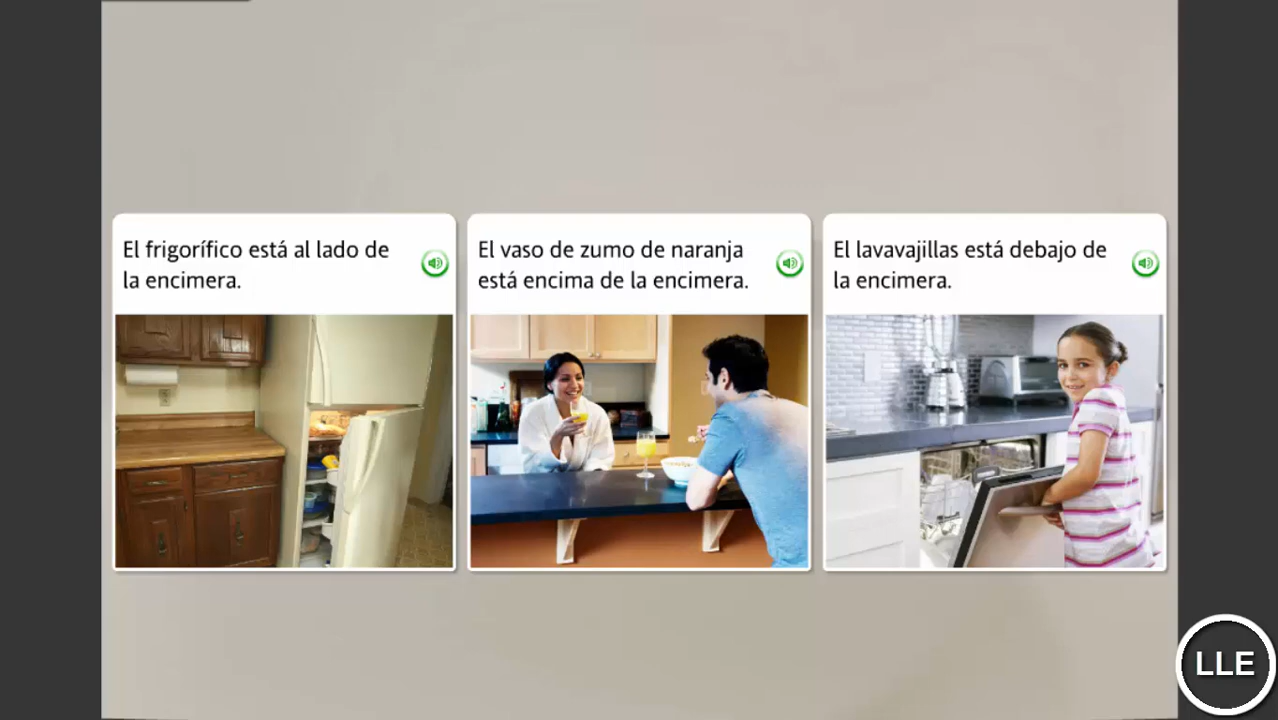 El frigorífico está al lado de
la encimera.
El vaso de zumo de naranja
está encima de la encimera.
El lavavajillas está debajo de
la encimera.
LLE